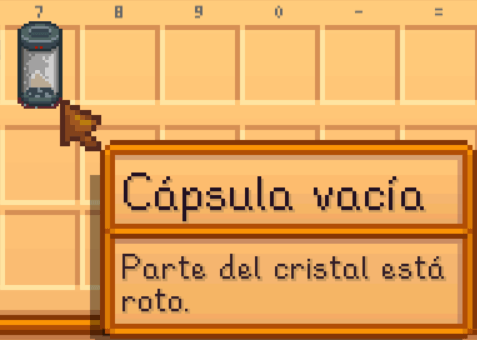 7 8 9 0 - =
Cápsula vacía
Parte del cristal está
roto.